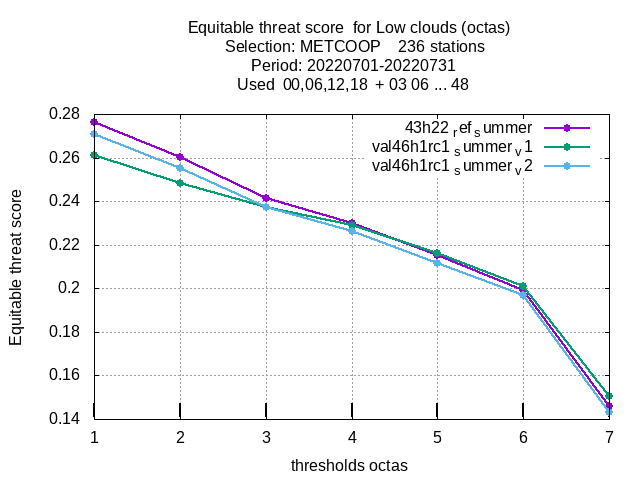 Equitable threat score  for Low clouds (octas)
Selection: METCOOP    236 stations
Period: 20220701-20220731
Used  00,06,12,18  + 03 06 ... 48
43h22 ref summer
val46h1rc1 summer v1
val46h1rc1 summer v2
0.28
0.26
0.24
0.22
0.2
0.18
0.16
0.14
Equitable threat score
1 2 3 4 5 6 7
thresholds octas